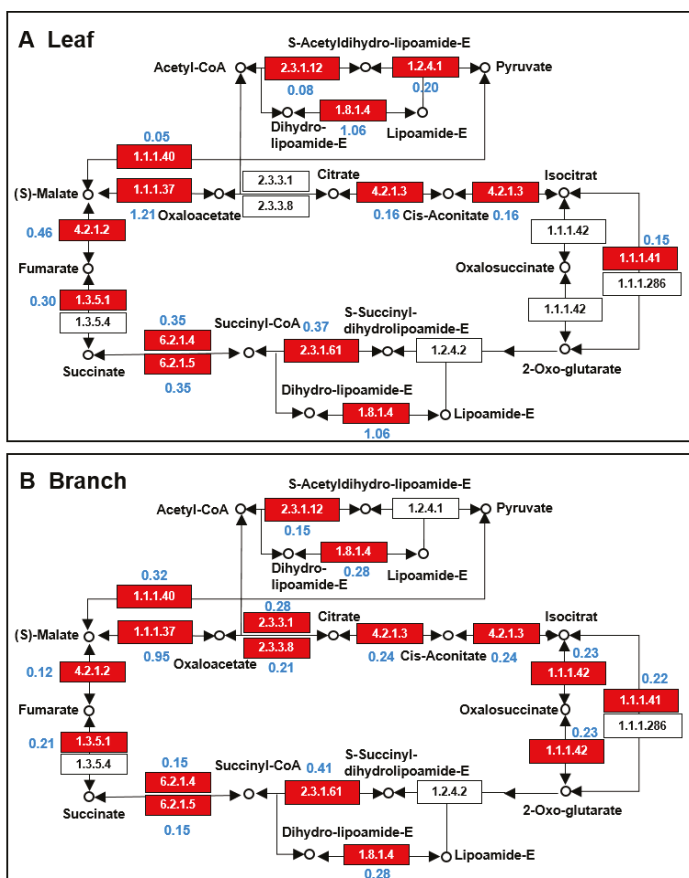 A Leaf
S-Acetyldihydro-lipoamide-E
Acetyl-CoA
2.3.1.12
1.2.4.1
Pyruvate
0.08
0.20
1.8.1.4
Dihydro-
lipoamide-E
1.06
Lipoamide-E
0.05
1.1.1.40
(S)-Malate
1.1.1.37
1.21
Oxaloacetate
2.3.3.1
2.3.3.8
Citrate
4.2.1.3
0.16
Cis-Aconitate
4.2.1.3
0.16
Isocitrat
0.46
4.2.1.2
1.1.1.42
0.15
1.1.1.41
1.1.1.286
Fumarate
Oxalosuccinate
0.30
1.3.5.1
1.3.5.4
1.1.1.42
Succinate
0.35
6.2.1.4
6.2.1.5
0.35
Succinyl-CoA
0.37
2.3.1.61
S-Succinyl-
dihydrolipoamide-E
1.2.4.2
2-Oxo-glutarate
Dihydro-lipoamide-E
1.8.1.4
1.06
Lipoamide-E
B Branch
S-Acetyldihydro-lipoamide-E
Acetyl-CoA
2.3.1.12
1.2.4.1
Pyruvate
0.15
1.8.1.4
Dihydro-
lipoamide-E
0.28
Lipoamide-E
0.32
1.1.1.40
(S)-Malate
1.1.1.37
0.95
Oxaloacetate
0.28
2.3.3.1
2.3.3.8
0.21
Citrate
4.2.1.3
0.24
Cis-Aconitate
4.2.1.3
0.24
Isocitrat
0.12
4.2.1.2
0.23
1.1.1.42
0.22
1.1.1.41
1.1.1.286
Fumarate
Oxalosuccinate
0.21
1.3.5.1
1.3.5.4
0.23
1.1.1.42
Succinate
0.15
6.2.1.4
6.2.1.5
0.15
Succinyl-CoA
0.41
2.3.1.61
S-Succinyl-
dihydrolipoamide-E
1.2.4.2
2-Oxo-glutarate
Dihydro-lipoamide-E
1.8.1.4
0.28
Lipoamide-E